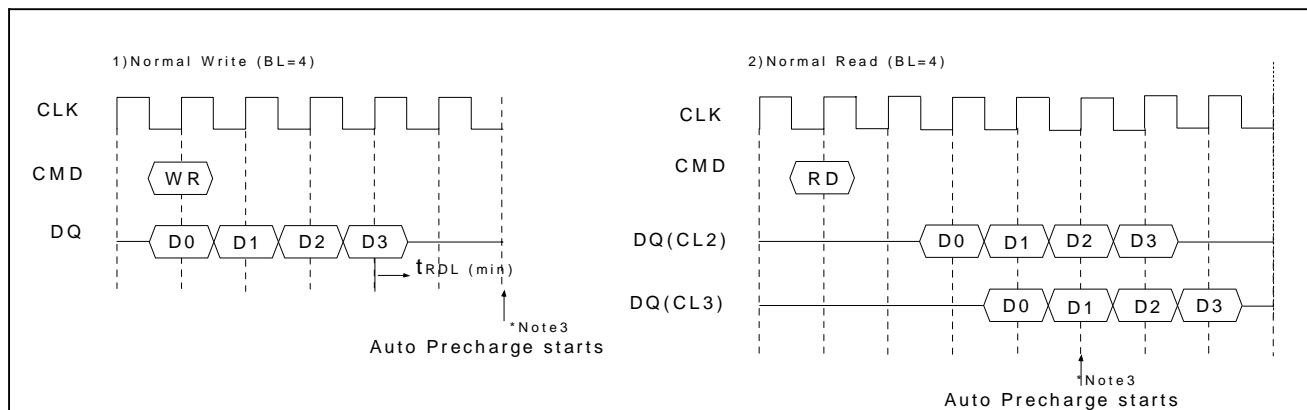 1)Normal Write (BL=4)
CLK
CMD
WR
DQ
D0 D1 D2 D3
tRDL (min)
*Note3
Auto Precharge starts
2)Normal Read (BL=4)
CLK
CMD
RD
DQ(CL2)
D0 D1 D2 D3
DQ(CL3)
D0 D1 D2 D3
*Note3
Auto Precharge starts